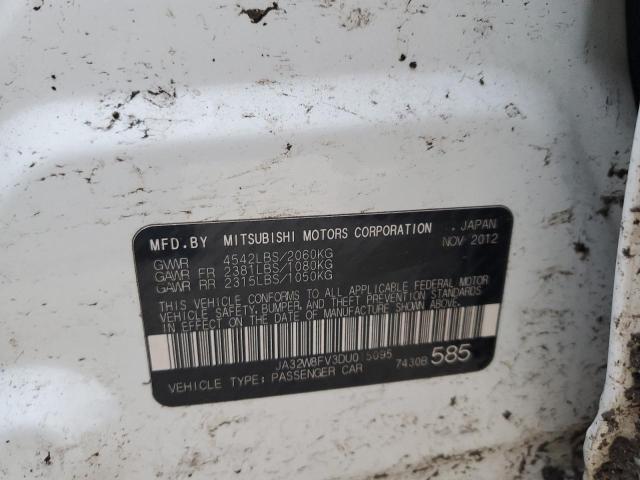 MFD.BY MITSUBISHI MOTORS CORPORATION JAPAN
NOV 2012
GVWR 4542LBS/2060KG
GAWR FR 2381LBS/1080KG
GAWR RR 2315LBS/1050KG
THIS VEHICLE CONFORMS TO ALL APPLICABLE FEDERAL MOTOR
VEHICLE SAFETY, BUMPER, AND THEFT PREVENTION STANDARDS
IN EFFECT ON THE DATE OF MANUFACTURE SHOWN ABOVE.
JA32W8FV3DU015095
VEHICLE TYPE: PASSENGER CAR 7430B 585